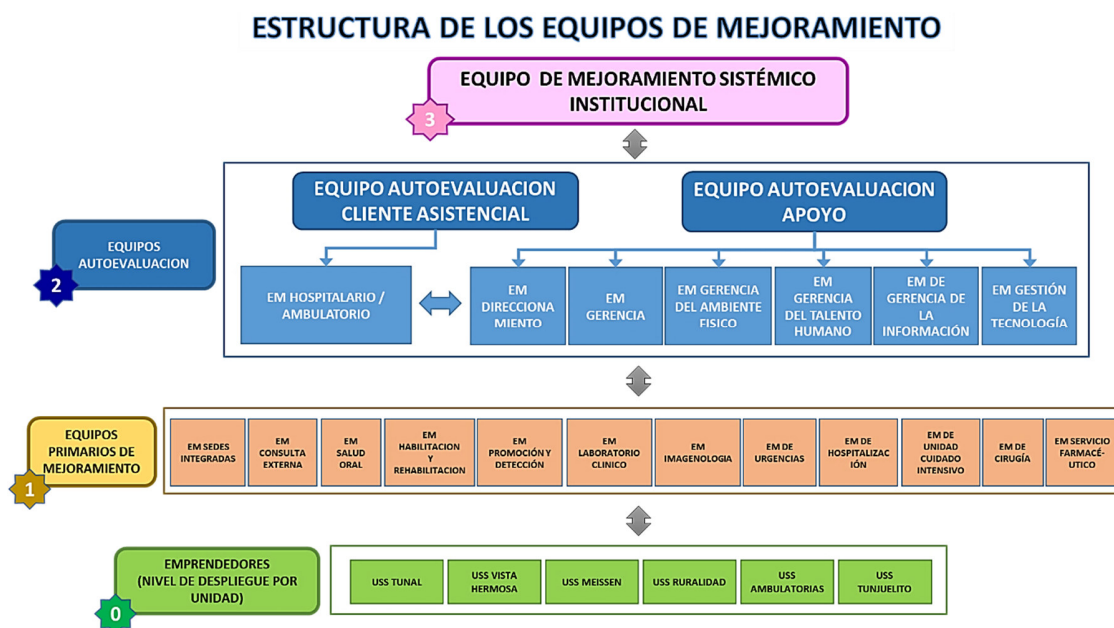 ESTRUCTURA DE LOS EQUIPOS DE MEJORAMIENTO
EQUIPO DE MEJORAMIENTO SISTÉMICO
INSTITUCIONAL
3
EQUIPO AUTOEVALUACION
CLIENTE ASISTENCIAL
EQUIPO AUTOEVALUACION
APOYO
EQUIPOS
AUTOEVALUACION
2
EM HOSPITALARIO /
AMBULATORIO
EM
DIRECCIONA
MIENTO
EM
GERENCIA
EM GERENCIA
DEL AMBIENTE
FISICO
EM
GERENCIA
DEL TALENTO
HUMANO
EM DE
GERENCIA DE
LA
INFORMACIÓN
EM GESTIÓN
DE LA
TECNOLOGÍA
EQUIPOS
PRIMARIOS DE
MEJORAMIENTO
1
EM SEDES
INTEGRADAS
EM
CONSULTA
EXTERNA
EM
SALUD
ORAL
EM
HABILITACION
Y
REHABILITACION
EM
PROMOCIÓN Y
DETECCIÓN
EM
LABORATORIO
CLINICO
EM
IMAGENOLOGIA
EM DE
URGENCIAS
EM DE
HOSPITALIZA
CIÓN
EM DE
UNIDAD
CUIDADO
INTENSIVO
EM DE
CIRUGÍA
EM SERVICIO
FARMACÉ-
UTICO
EMPRENDEDORES
(NIVEL DE DESPLIEGUE POR
UNIDAD)
0
USS TUNAL
USS VISTA
HERMOSA
USS MEISSEN
USS RURALIDAD
USS
AMBULATORIAS
USS
TUNJUELITO